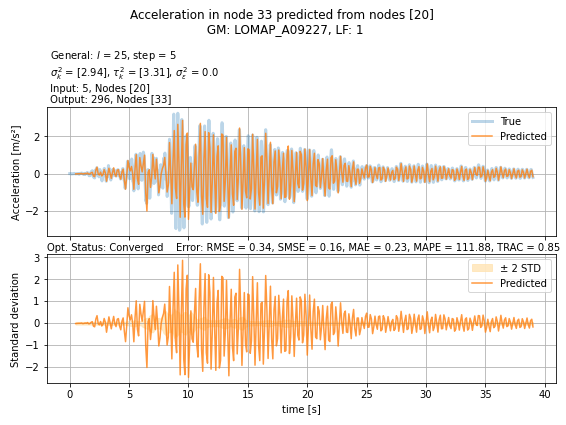 Acceleration in node 33 predicted from nodes [20]
GM: LOMAP_A09227, LF: 1
General: l = 25, step = 5
σ²ₖ = [2.94], τ²ₖ = [3.31], σ²ε = 0.0
Input: 5, Nodes [20]
Output: 296, Nodes [33]
True
Predicted
Acceleration [m/s²]
2
0
−2
Opt. Status: Converged Error: RMSE = 0.34, SMSE = 0.16, MAE = 0.23, MAPE = 111.88, TRAC = 0.85
± 2 STD
Predicted
Standard deviation
3
2
1
0
−1
−2
0 5 10 15 20 25 30 35 40
time [s]